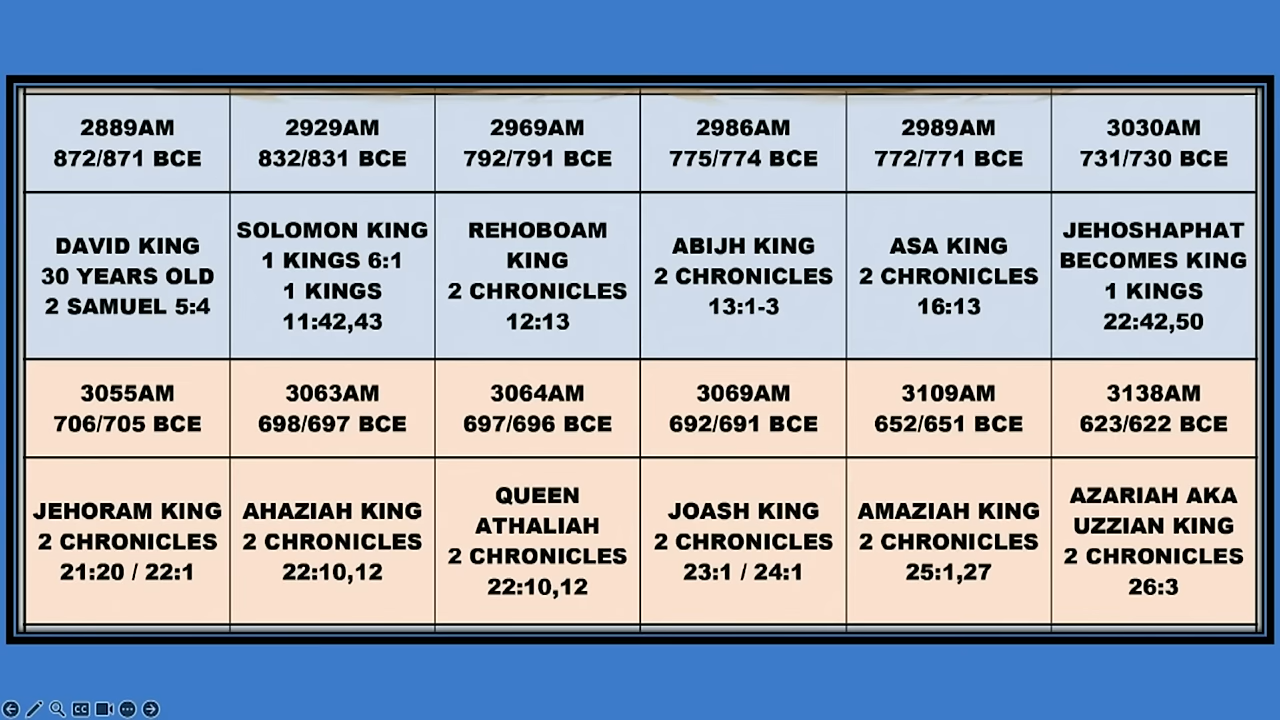 2889AM
872/871 BCE
2929AM
832/831 BCE
2969AM
792/791 BCE
2986AM
775/774 BCE
2989AM
772/771 BCE
3030AM
731/730 BCE
DAVID KING
30 YEARS OLD
2 SAMUEL 5:4
SOLOMON KING
1 KINGS 6:1
1 KINGS
11:42,43
REHOBOAM
KING
2 CHRONICLES
12:13
ABIJH KING
2 CHRONICLES
13:1-3
ASA KING
2 CHRONICLES
16:13
JEHOSHAPHAT
BECOMES KING
1 KINGS
22:42,50
3055AM
706/705 BCE
3063AM
698/697 BCE
3064AM
697/696 BCE
3069AM
692/691 BCE
3109AM
652/651 BCE
3138AM
623/622 BCE
JEHORAM KING
2 CHRONICLES
21:20 / 22:1
AHAZIAH KING
2 CHRONICLES
22:10,12
QUEEN
ATHALIAH
2 CHRONICLES
22:10,12
JOASH KING
2 CHRONICLES
23:1 / 24:1
AMAZIAH KING
2 CHRONICLES
25:1,27
AZARIAH AKA
UZZIAN KING
2 CHRONICLES
26:3
CC